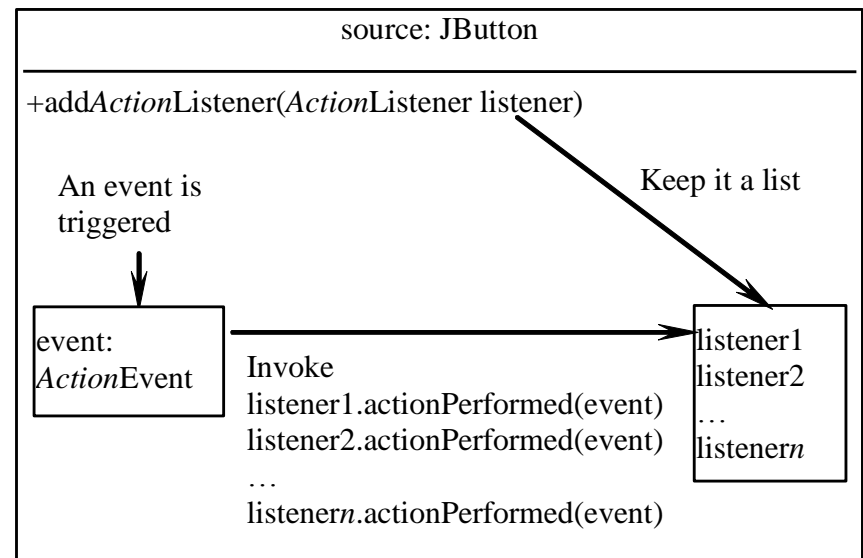 source: JButton
+addActionListener(ActionListener listener)
An event is
triggered
Keep it a list
event:
ActionEvent
Invoke
listener1.actionPerformed(event)
listener2.actionPerformed(event)
…
listenern.actionPerformed(event)
listener1
listener2
…
listenern